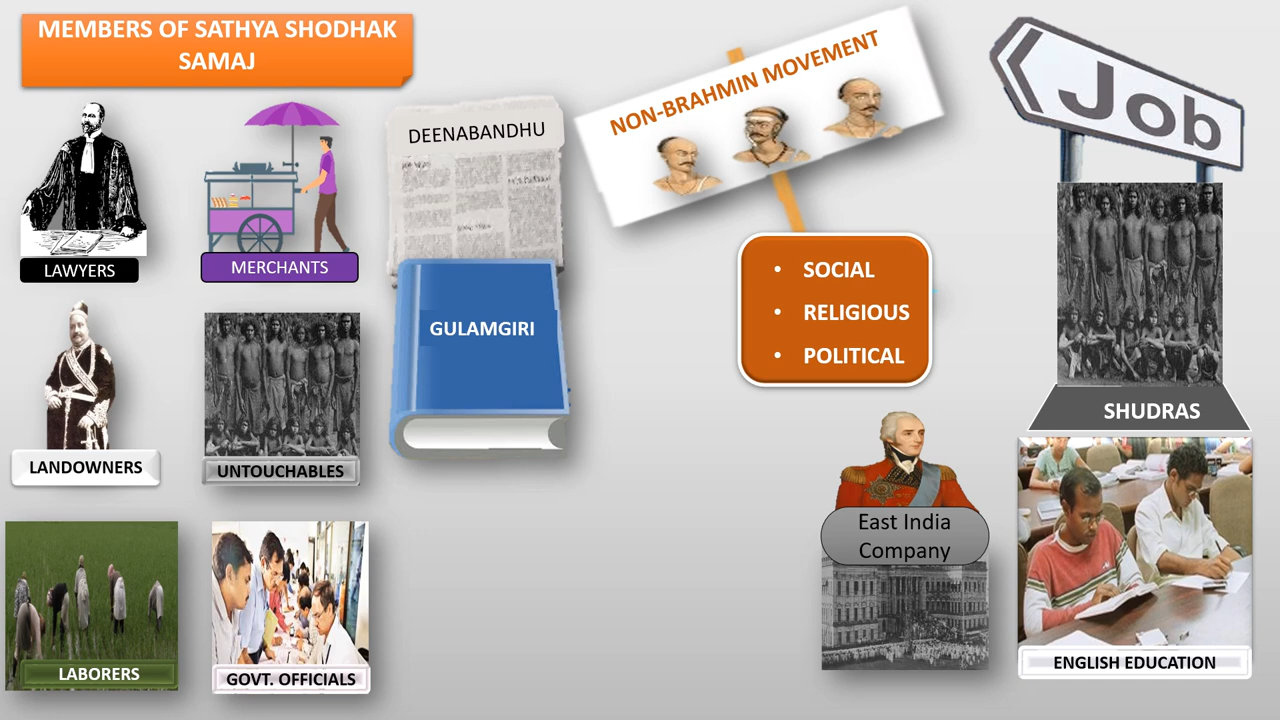 MEMBERS OF SATHYA SHODHAK
SAMAJ
LAWYERS
MERCHANTS
LANDOWNERS
UNTOUCHABLES
LABORERS
GOVT. OFFICIALS
DEENABANDHU
GULAMGIRI
NON-BRAHMIN MOVEMENT
• SOCIAL
• RELIGIOUS
• POLITICAL
East India
Company
Job
SHUDRAS
ENGLISH EDUCATION